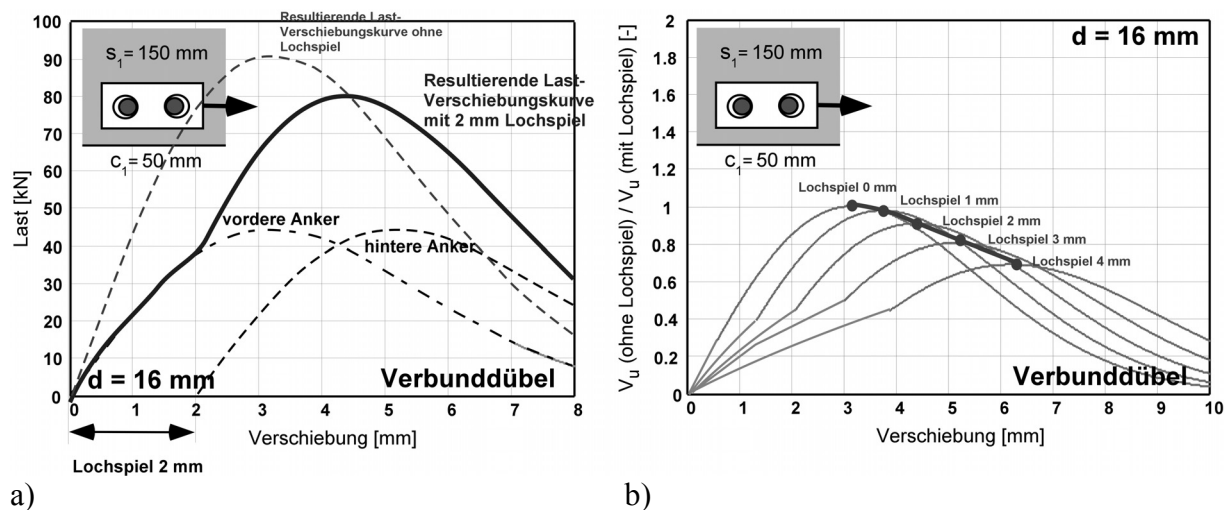 100
90
80
70
60
50
40
30
20
10
0
Last [kN]
s1= 150 mm
c1= 50 mm
Resultierende Last-
Verschiebungskurve ohne
Lochspiel
Resultierende Last-
Verschiebungskurve
mit 2 mm Lochspiel
vordere Anker
hintere Anker
d = 16 mm
Verbunddübel
0 1 2 3 4 5 6 7 8
Verschiebung [mm]
Lochspiel 2 mm
a)
2
1.8
1.6
1.4
1.2
1
0.8
0.6
0.4
0.2
0
Vu (ohne Lochspiel) / Vu (mit Lochspiel) [-]
s1= 150 mm
c1= 50 mm
d = 16 mm
Lochspiel 0 mm
Lochspiel 1 mm
Lochspiel 2 mm
Lochspiel 3 mm
Lochspiel 4 mm
Verbunddübel
0 1 2 3 4 5 6 7 8 9 10
Verschiebung [mm]
b)